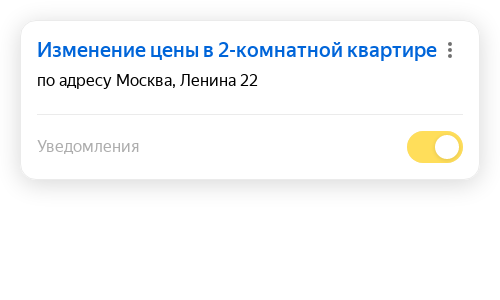 Изменение цены в 2-комнатной квартире
по адресу Москва, Ленина 22
Уведомления